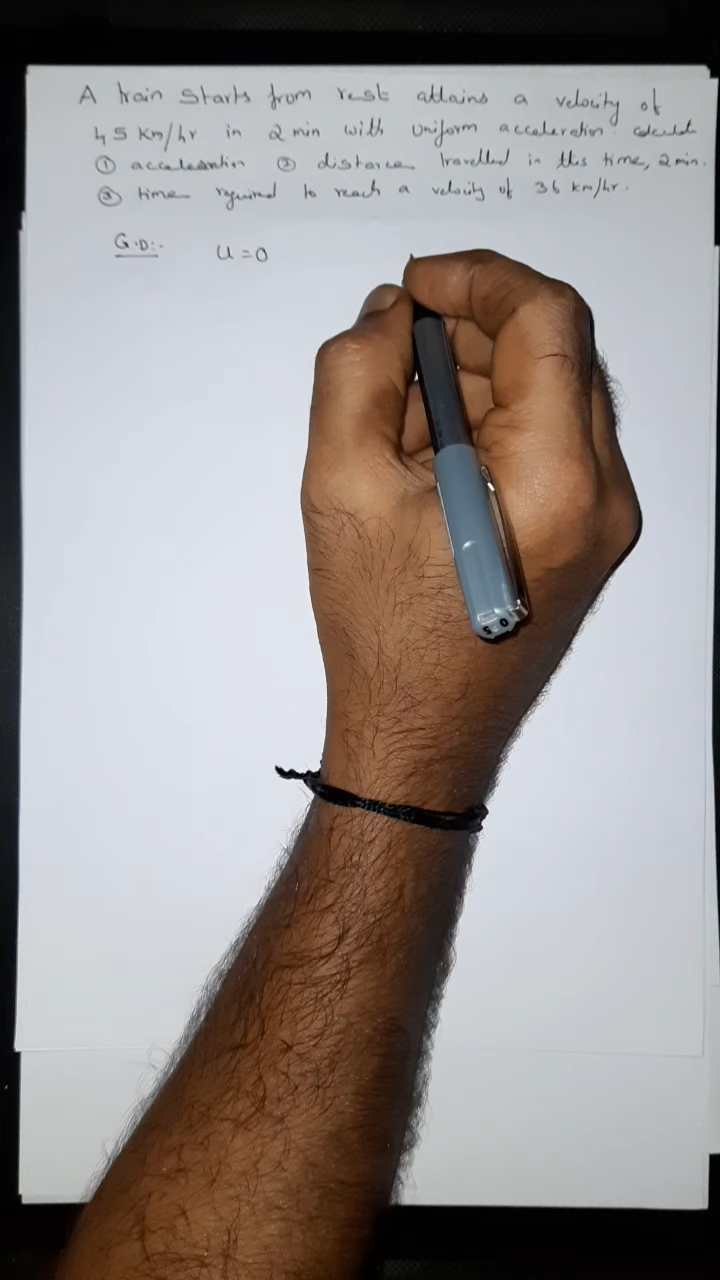 A train starts from rest attains a velocity of
45 km/hr in 2 min with uniform acceleration. calculate
① acceleration ② distance travelled in this time, 2 min.
③ time required to reach a velocity of 36 km/hr.
G.D:- u=0
50